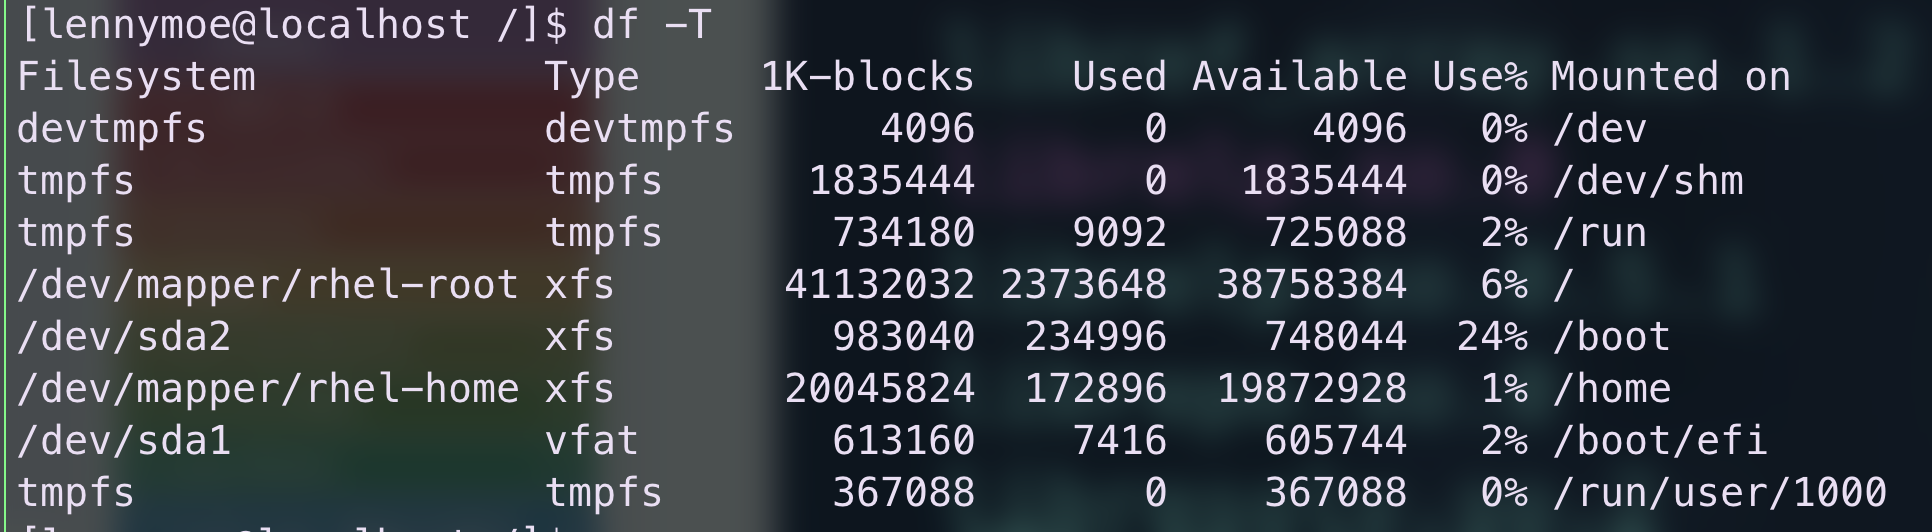 [lennymoe@localhost /]$ df -T
Filesystem            Type     1K-blocks    Used Available Use% Mounted on
devtmpfs              devtmpfs      4096       0      4096   0% /dev
tmpfs                 tmpfs      1835444       0   1835444   0% /dev/shm
tmpfs                 tmpfs       734180    9092    725088   2% /run
/dev/mapper/rhel-root xfs       41132032 2373648  38758384   6% /
/dev/sda2             xfs         983040  234996    748044  24% /boot
/dev/mapper/rhel-home xfs       20045824  172896  19872928   1% /home
/dev/sda1             vfat        613160    7416    605744   2% /boot/efi
tmpfs                 tmpfs       367088       0    367088   0% /run/user/1000